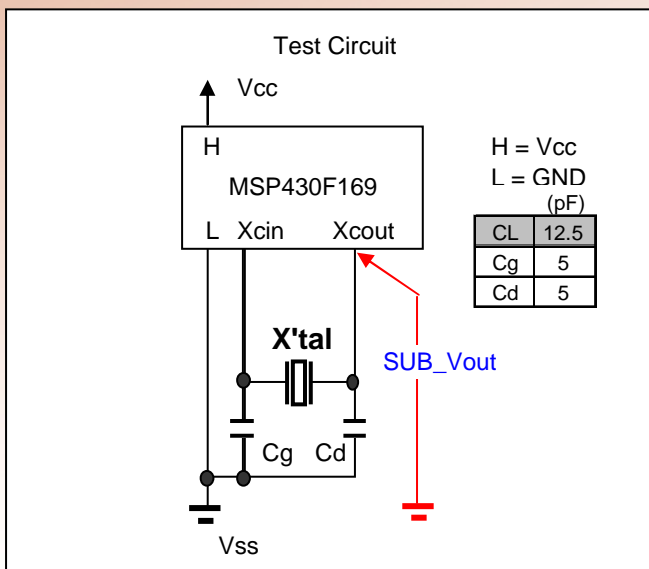 Test Circuit
Vcc
H
MSP430F169
L Xcin Xcout
H = Vcc
L = GND
(pF)
CL 12.5
Cg 5
Cd 5
X'tal
SUB_Vout
Cg Cd
Vss